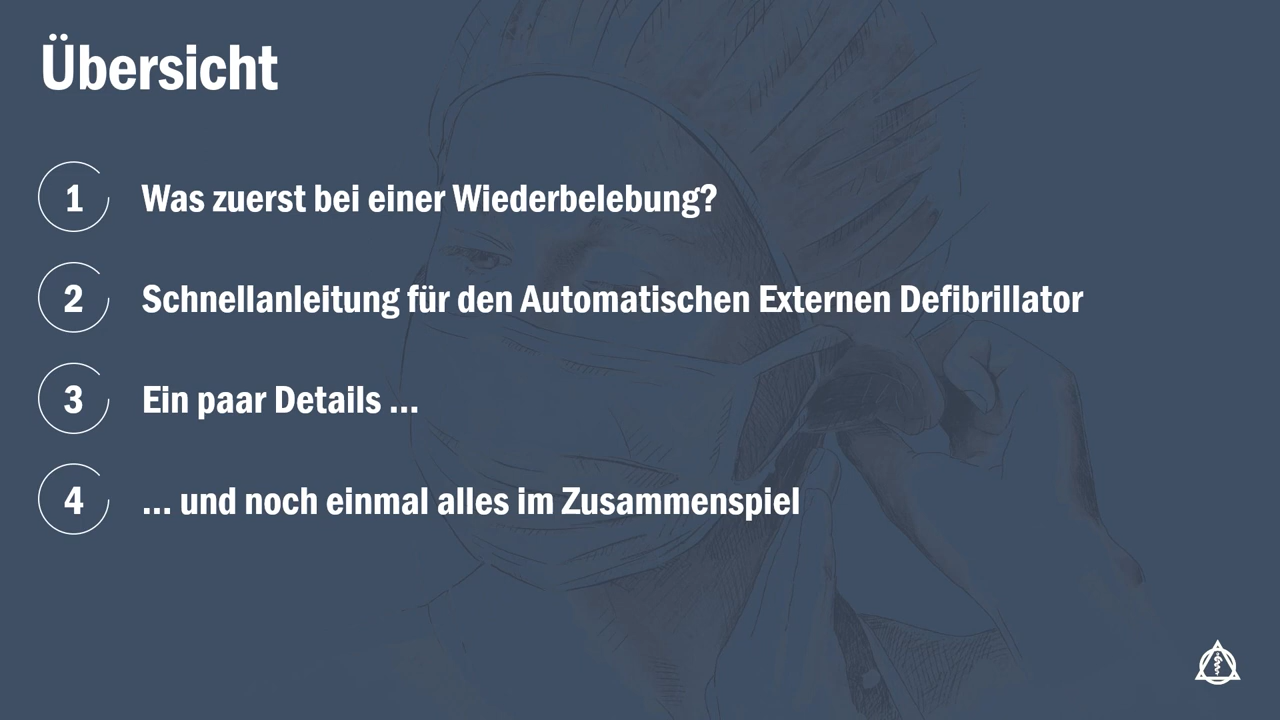 Übersicht
1 Was zuerst bei einer Wiederbelebung?
2 Schnellanleitung für den Automatischen Externen Defibrillator
3 Ein paar Details ...
4 ... und noch einmal alles im Zusammenspiel